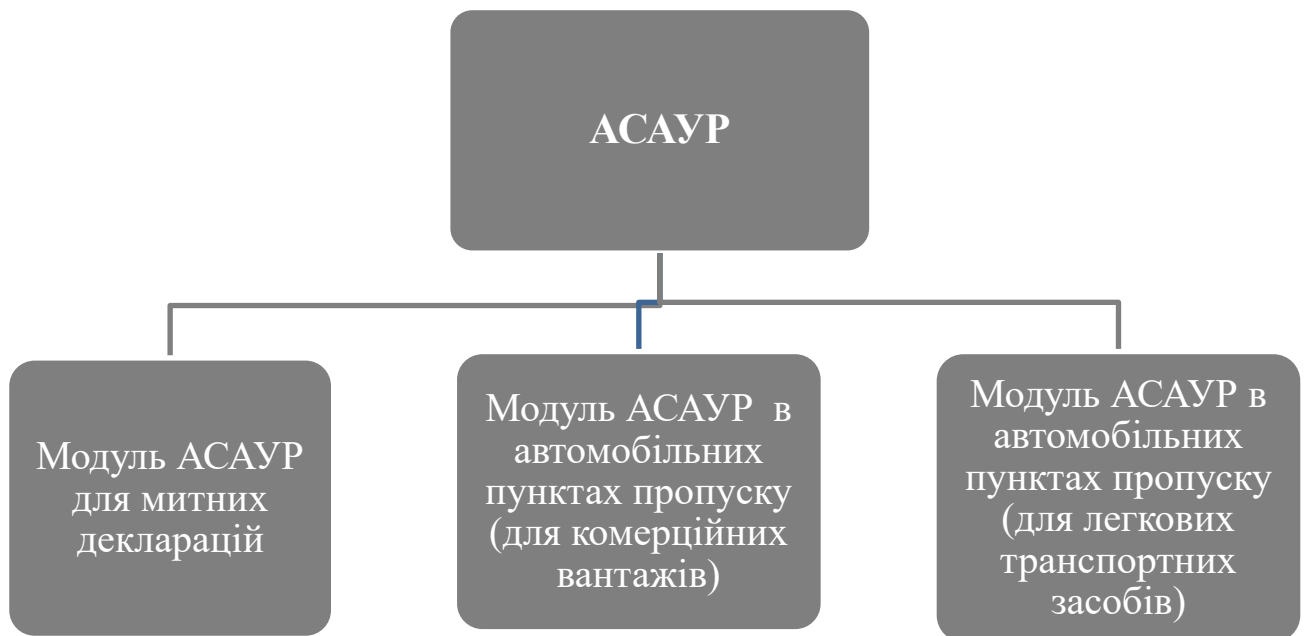 АСАУР
Модуль АСАУР
для митних
декларацій
Модуль АСАУР в
автомобільних
пунктах пропуску
(для комерційних
вантажів)
Модуль АСАУР в
автомобільних
пунктах пропуску
(для легкових
транспортних
засобів)